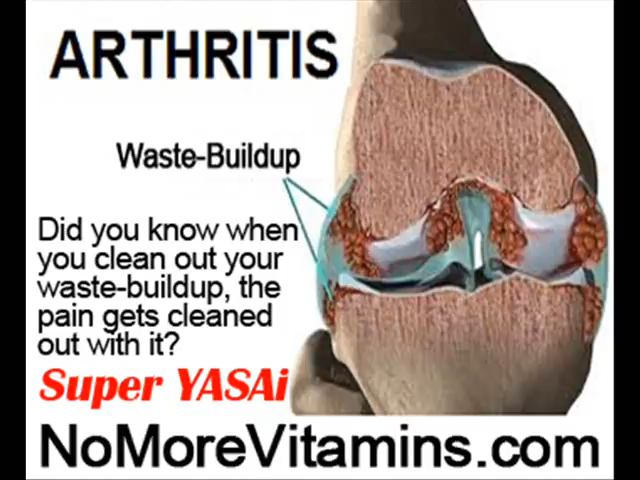 ARTHRITIS
Waste-Buildup
Did you know when
you clean out your
waste-buildup, the
pain gets cleaned
out with it?
Super YASAi
NoMoreVitamins.com